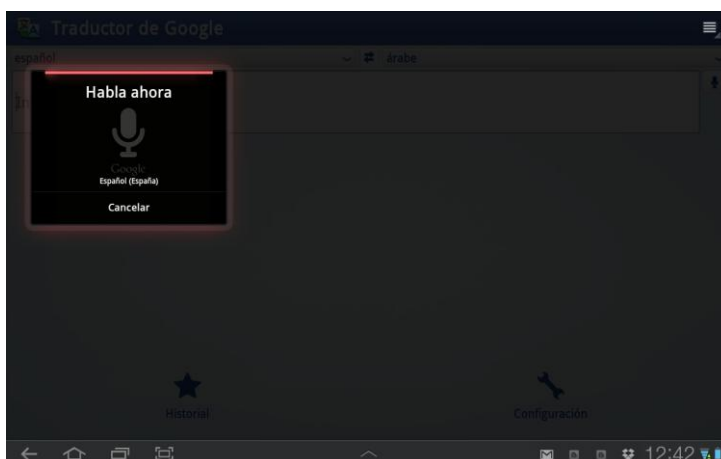 Traductor de Google
español
árabe
Habla ahora
Google
Español (España)
Cancelar
Historial
Configuración
12:42